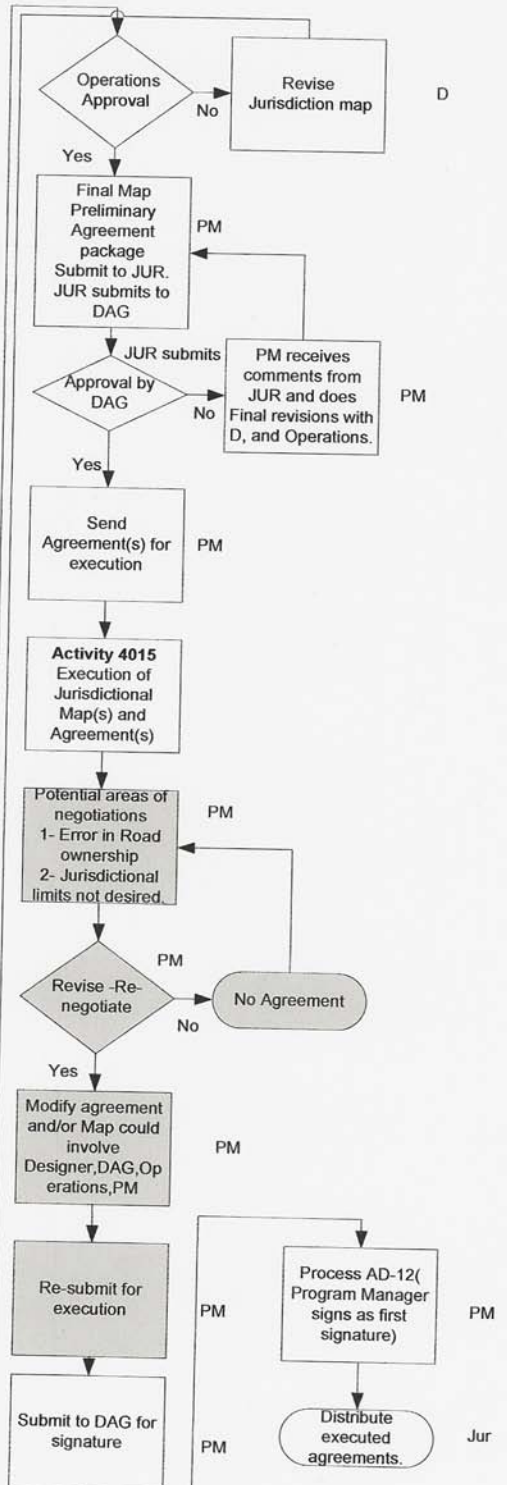 Operations
Approval
No
Revise
Jurisdiction map
D
Yes
Final Map
Preliminary
Agreement
package
Submit to JUR.
JUR submits to
DAG
PM
JUR submits
Approval by
DAG
No
PM receives
comments from
JUR and does
Final revisions with
D, and Operations.
PM
Yes
Send
Agreement(s) for
execution
PM
Activity 4015
Execution of
Jurisdictional
Map(s) and
Agreement(s)
Potential areas of
negotiations
1- Error in Road
ownership
2- Jurisdictional
limits not desired.
PM
Revise -Re-
negotiate
PM
No
No Agreement
Yes
Modify agreement
and/or Map could
involve
Designer,DAG,Op
erations,PM
PM
Re-submit for
execution
PM
Submit to DAG for
signature
PM
Process AD-12(
Program Manager
signs as first
signature)
PM
Distribute
executed
agreements.
Jur